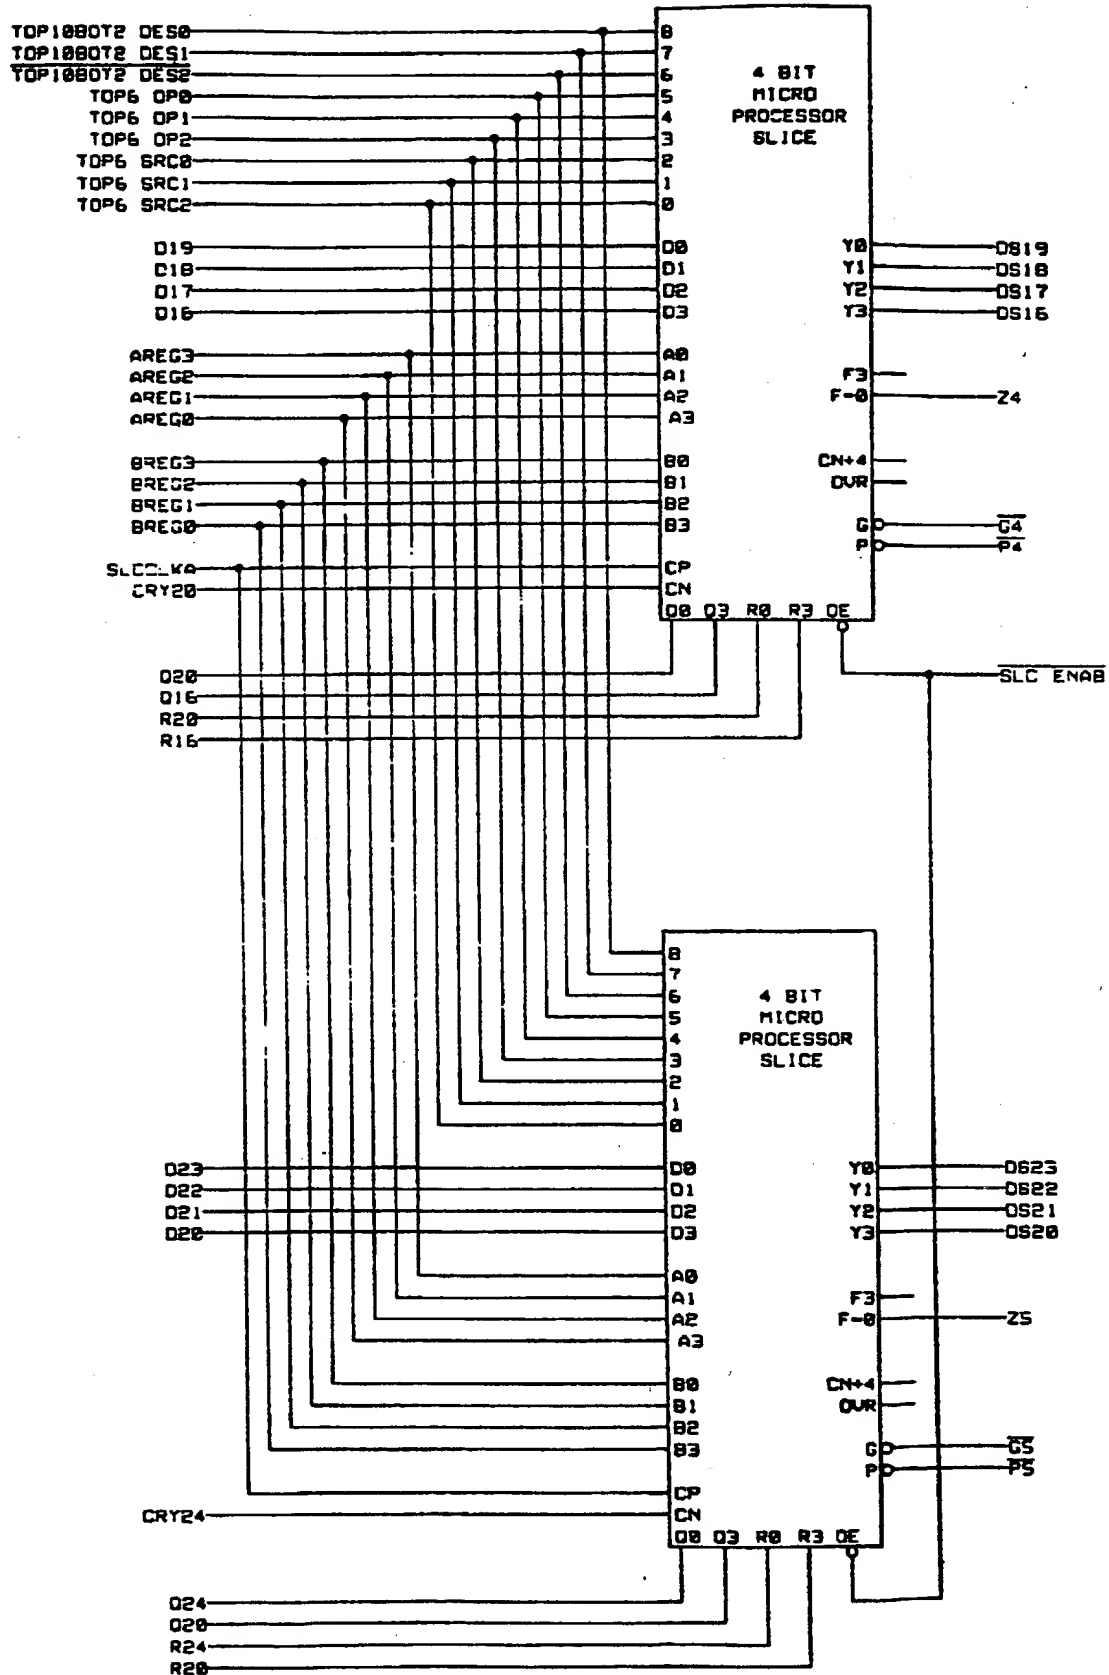 TOP10BOT2 DES0 8
TOP10BOT2 DES1 7
TOP10BOT2 DES2 6
TOP6 OP0 5
TOP6 OP1 4
TOP6 OP2 3
TOP6 SRC0 2
TOP6 SRC1 1
TOP6 SRC2 0
4 BIT
MICRO
PROCESSOR
SLICE
D19 D0 Y0 DS19
D18 D1 Y1 DS18
D17 D2 Y2 DS17
D16 D3 Y3 DS16
AREG3 A0
AREG2 A1 F3
AREG1 A2 F=0 Z4
AREG0 A3
BREG3 B0 CN+4
BREG2 B1 OVR
BREG1 B2
BREG0 B3 G G4
P P4
SLCCLKA CP
CRY20 CN
Q0 Q3 R0 R3 OE
Q20 SLC ENAB
Q16
R20
R16
8
7
6
5
4
3
2
1
0
4 BIT
MICRO
PROCESSOR
SLICE
D23 D0 Y0 DS23
D22 D1 Y1 DS22
D21 D2 Y2 DS21
D20 D3 Y3 DS20
A0
A1 F3
A2 F=0 Z5
A3
B0 CN+4
B1 OVR
B2
B3 G G5
P P5
CP
CRY24 CN
Q0 Q3 R0 R3 OE
Q24
Q20
R24
R20